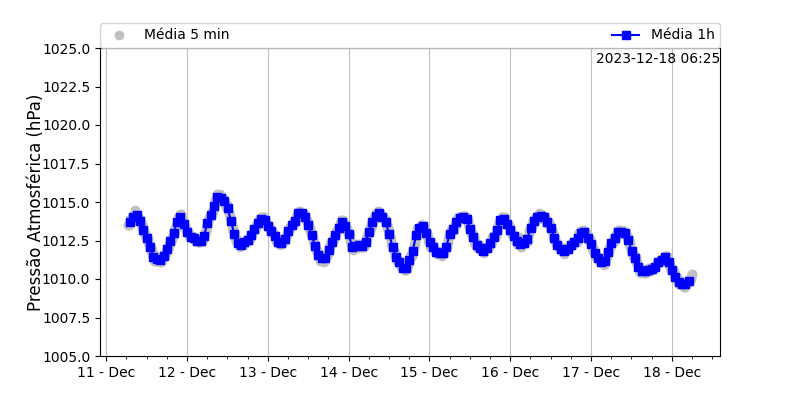 Média 5 min
Média 1h
2023-12-18 06:25
Pressão Atmosférica (hPa)
1025.0
1022.5
1020.0
1017.5
1015.0
1012.5
1010.0
1007.5
1005.0
11 - Dec
12 - Dec
13 - Dec
14 - Dec
15 - Dec
16 - Dec
17 - Dec
18 - Dec